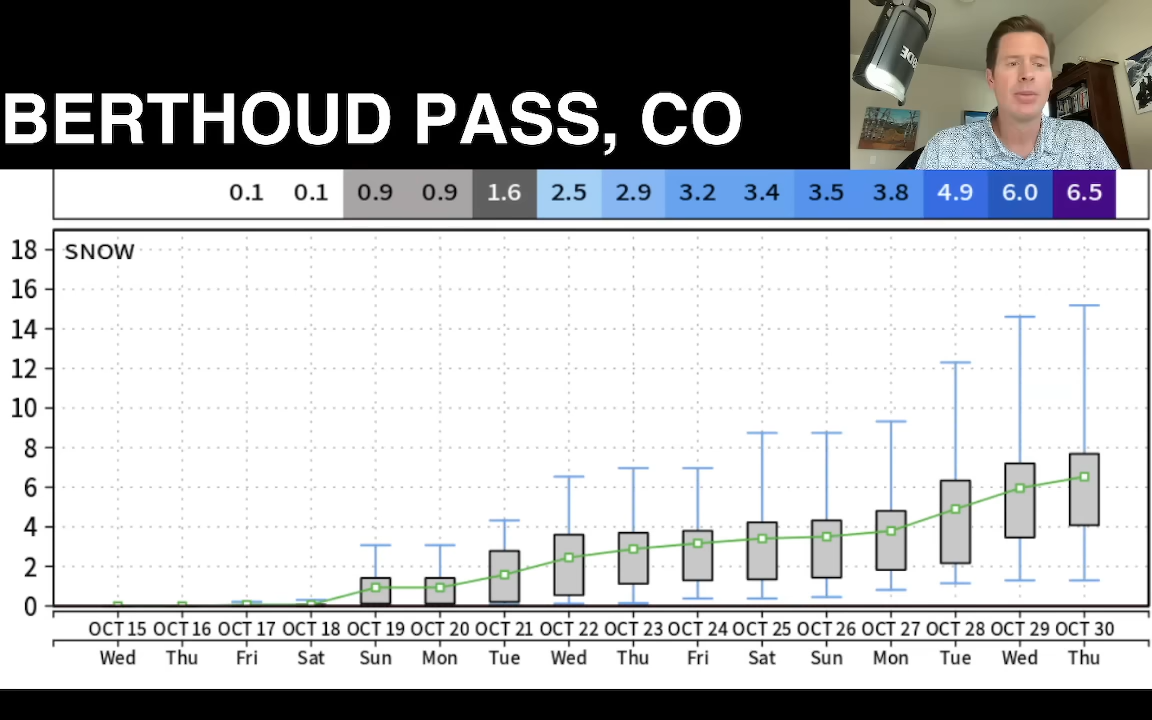 BERTHOUD PASS, CO
0.1 0.1 0.9 0.9 1.6 2.5 2.9 3.2 3.4 3.5 3.8 4.9 6.0 6.5
SNOW
18
16
14
12
10
8
6
4
2
0
OCT 15 OCT 16 OCT 17 OCT 18 OCT 19 OCT 20 OCT 21 OCT 22 OCT 23 OCT 24 OCT 25 OCT 26 OCT 27 OCT 28 OCT 29 OCT 30
Wed Thu Fri Sat Sun Mon Tue Wed Thu Fri Sat Sun Mon Tue Wed Thu